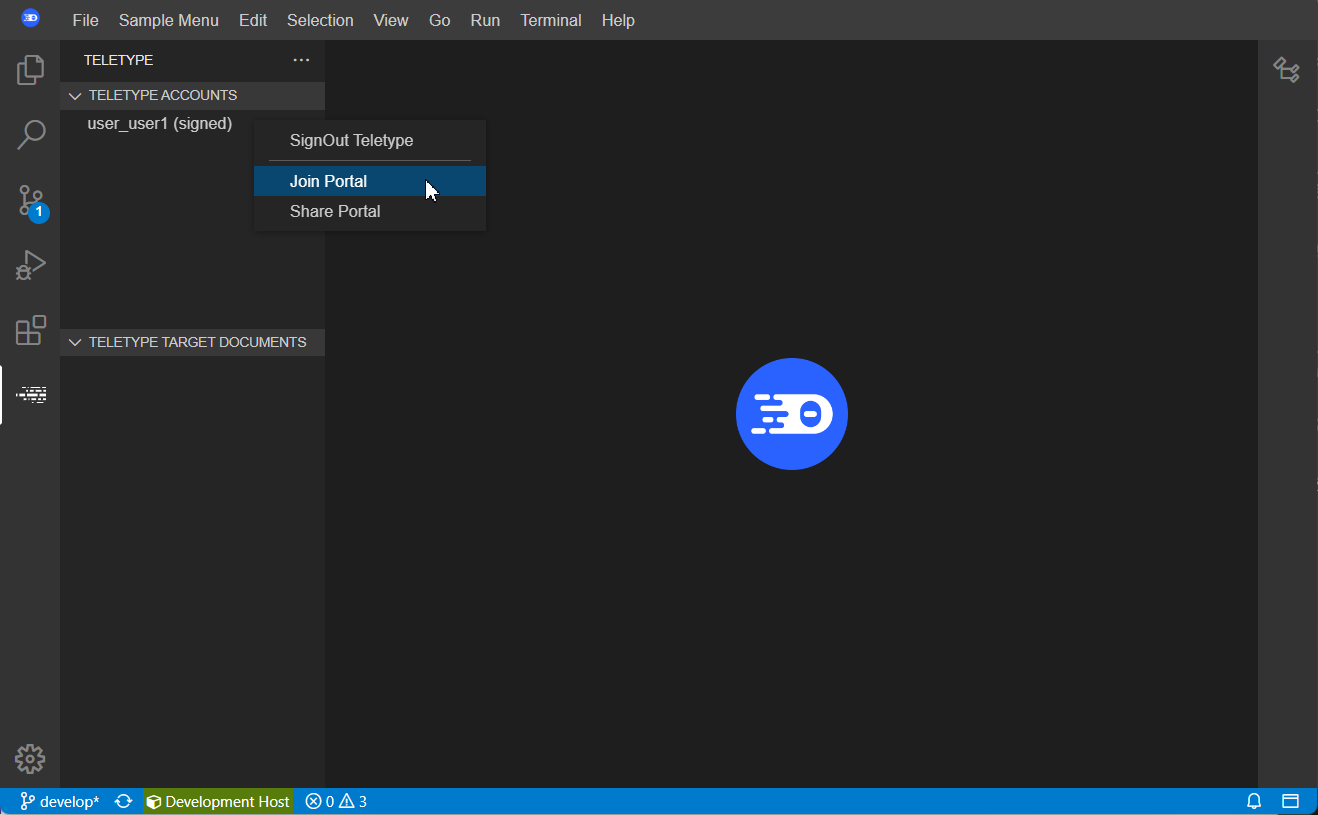 File Sample Menu Edit Selection View Go Run Terminal Help
TELETYPE ...
TELETYPE ACCOUNTS
user_user1 (signed)
SignOut Teletype
Join Portal
Share Portal
1
TELETYPE TARGET DOCUMENTS
develop* Development Host 0 3